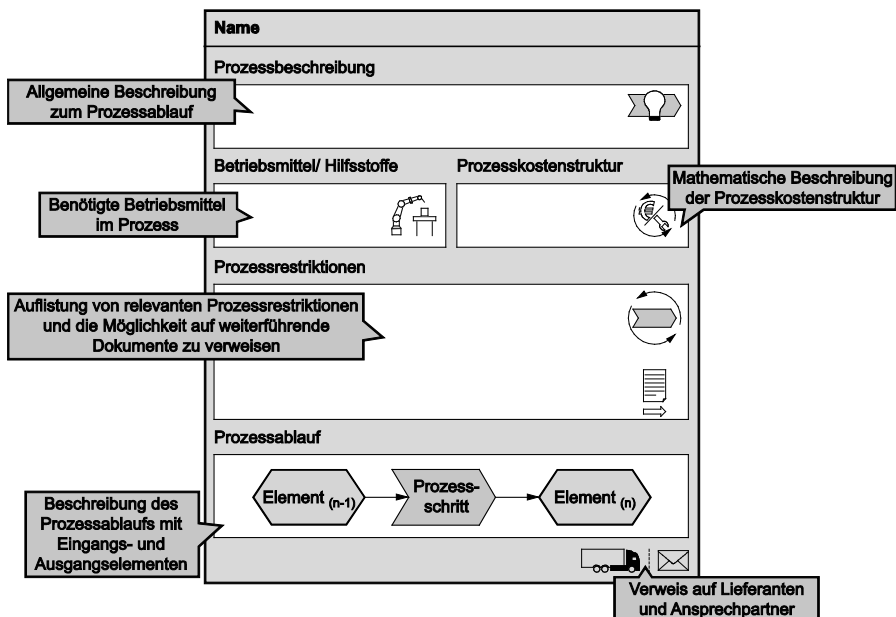 Name
Prozessbeschreibung
Allgemeine Beschreibung
zum Prozessablauf
Betriebsmittel/ Hilfsstoffe
Prozesskostenstruktur
Benötigte Betriebsmittel
im Prozess
Mathematische Beschreibung
der Prozesskostenstruktur
Prozessrestriktionen
Auflistung von relevanten Prozessrestriktionen
und die Möglichkeit auf weiterführende
Dokumente zu verweisen
Prozessablauf
Element (n-1)
Prozess-
schritt
Element (n)
Beschreibung des
Prozessablaufs mit
Eingangs- und
Ausgangselementen
Verweis auf Lieferanten
und Ansprechpartner